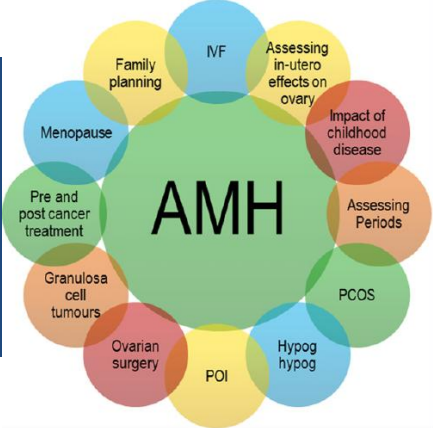 IVF
Assessing
in-utero
effects on
ovary
Impact of
childhood
disease
Assessing
Periods
PCOS
Hypog
hypog
POI
Ovarian
surgery
Granulosa
cell
tumours
Pre and
post cancer
treatment
Menopause
Family
planning
AMH